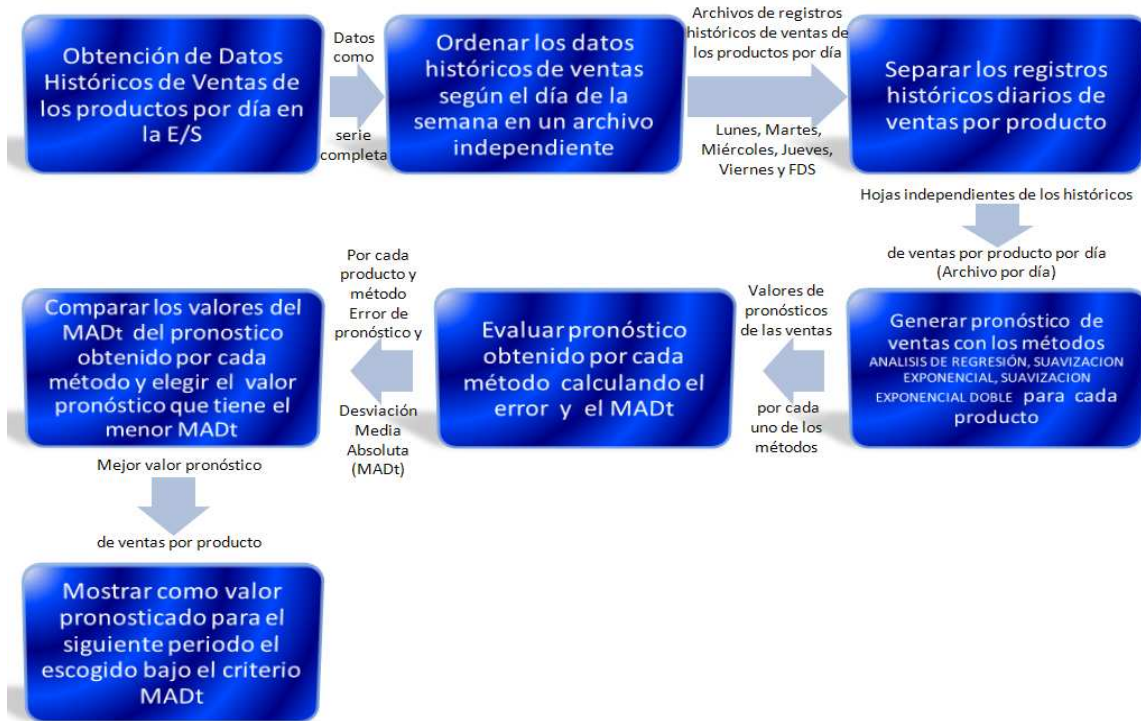 Obtención de Datos
Históricos de Ventas de
los productos por día en
la E/S
Datos
como
serie
completa
Ordenar los datos
históricos de ventas
según el día de la
semana en un archivo
independiente
Archivos de registros
históricos de ventas de
los productos por día
Lunes, Martes,
Miércoles, Jueves,
Viernes y FDS
Separar los registros
históricos diarios de
ventas por producto
Hojas independientes de los históricos
de ventas por producto por día
(Archivo por día)
Generar pronóstico de
ventas con los métodos
ANALISIS DE REGRESIÓN, SUAVIZACION
EXPONENCIAL, SUAVIZACION
EXPONENCIAL DOBLE para cada
producto
Valores de
pronósticos
de las ventas
por cada
uno de los
métodos
Evaluar pronóstico
obtenido por cada
método calculando el
error y el MADt
Por cada
producto y
método
Error de
pronóstico y
Desviación
Media
Absoluta
(MADt)
Comparar los valores del
MADt del pronostico
obtenido por cada
método y elegir el valor
pronóstico que tiene el
menor MADt
Mejor valor pronóstico
de ventas por producto
Mostrar como valor
pronosticado para el
siguiente periodo el
escogido bajo el criterio
MADt